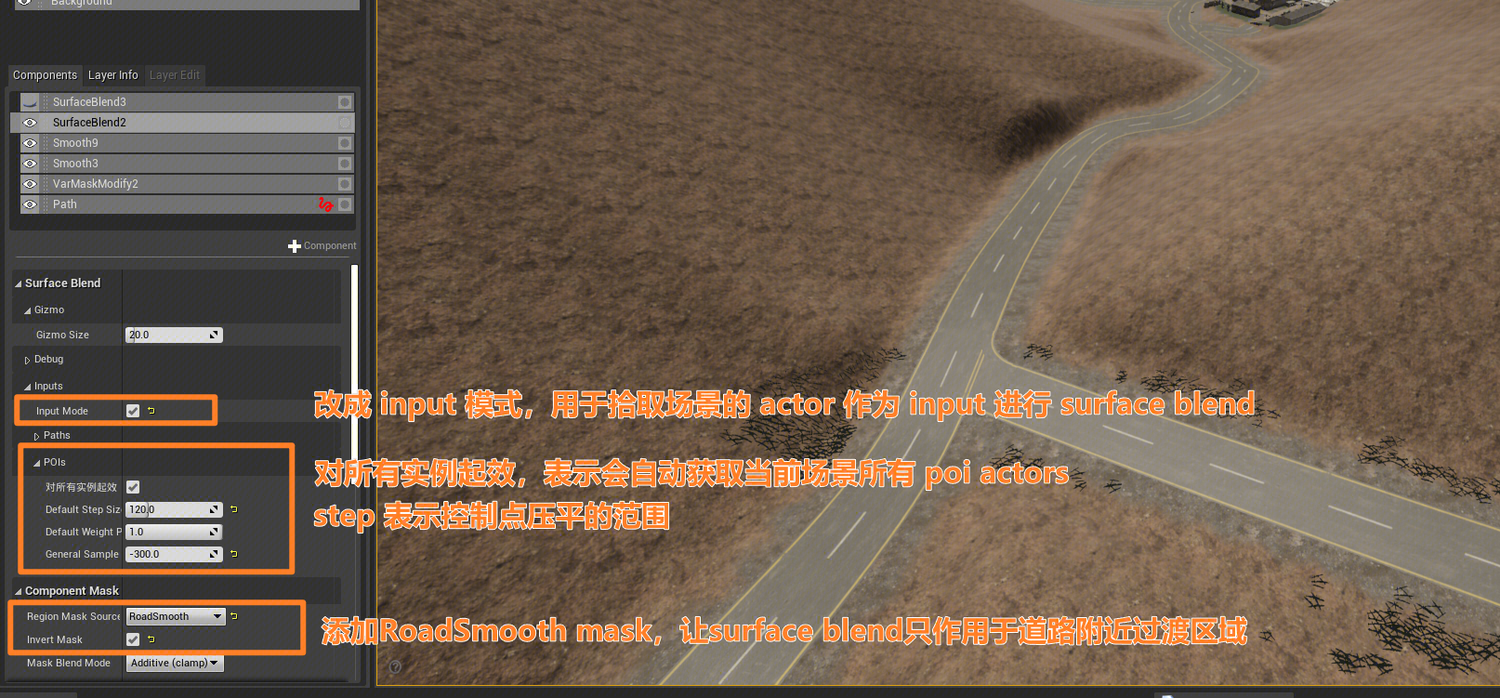 Background
Components Layer Info Layer Edit
SurfaceBlend3
SurfaceBlend2
Smooth9
Smooth3
VarMaskModify2
Path
Component
Surface Blend
Gizmo
Gizmo Size 20.0
Debug
Inputs
Input Mode
改成 input 模式，用于拾取场景的 actor 作为 input 进行 surface blend
Paths
POIs
对所有实例起效，表示会自动获取当前场景所有 poi actors
对所有实例起效
Default Step Siz 120.0
step 表示控制点压平的范围
Default Weight P 1.0
General Sample -300.0
Component Mask
Region Mask Source RoadSmooth
添加RoadSmooth mask，让surface blend只作用于道路附近过渡区域
Invert Mask
Mask Blend Mode Additive (clamp)